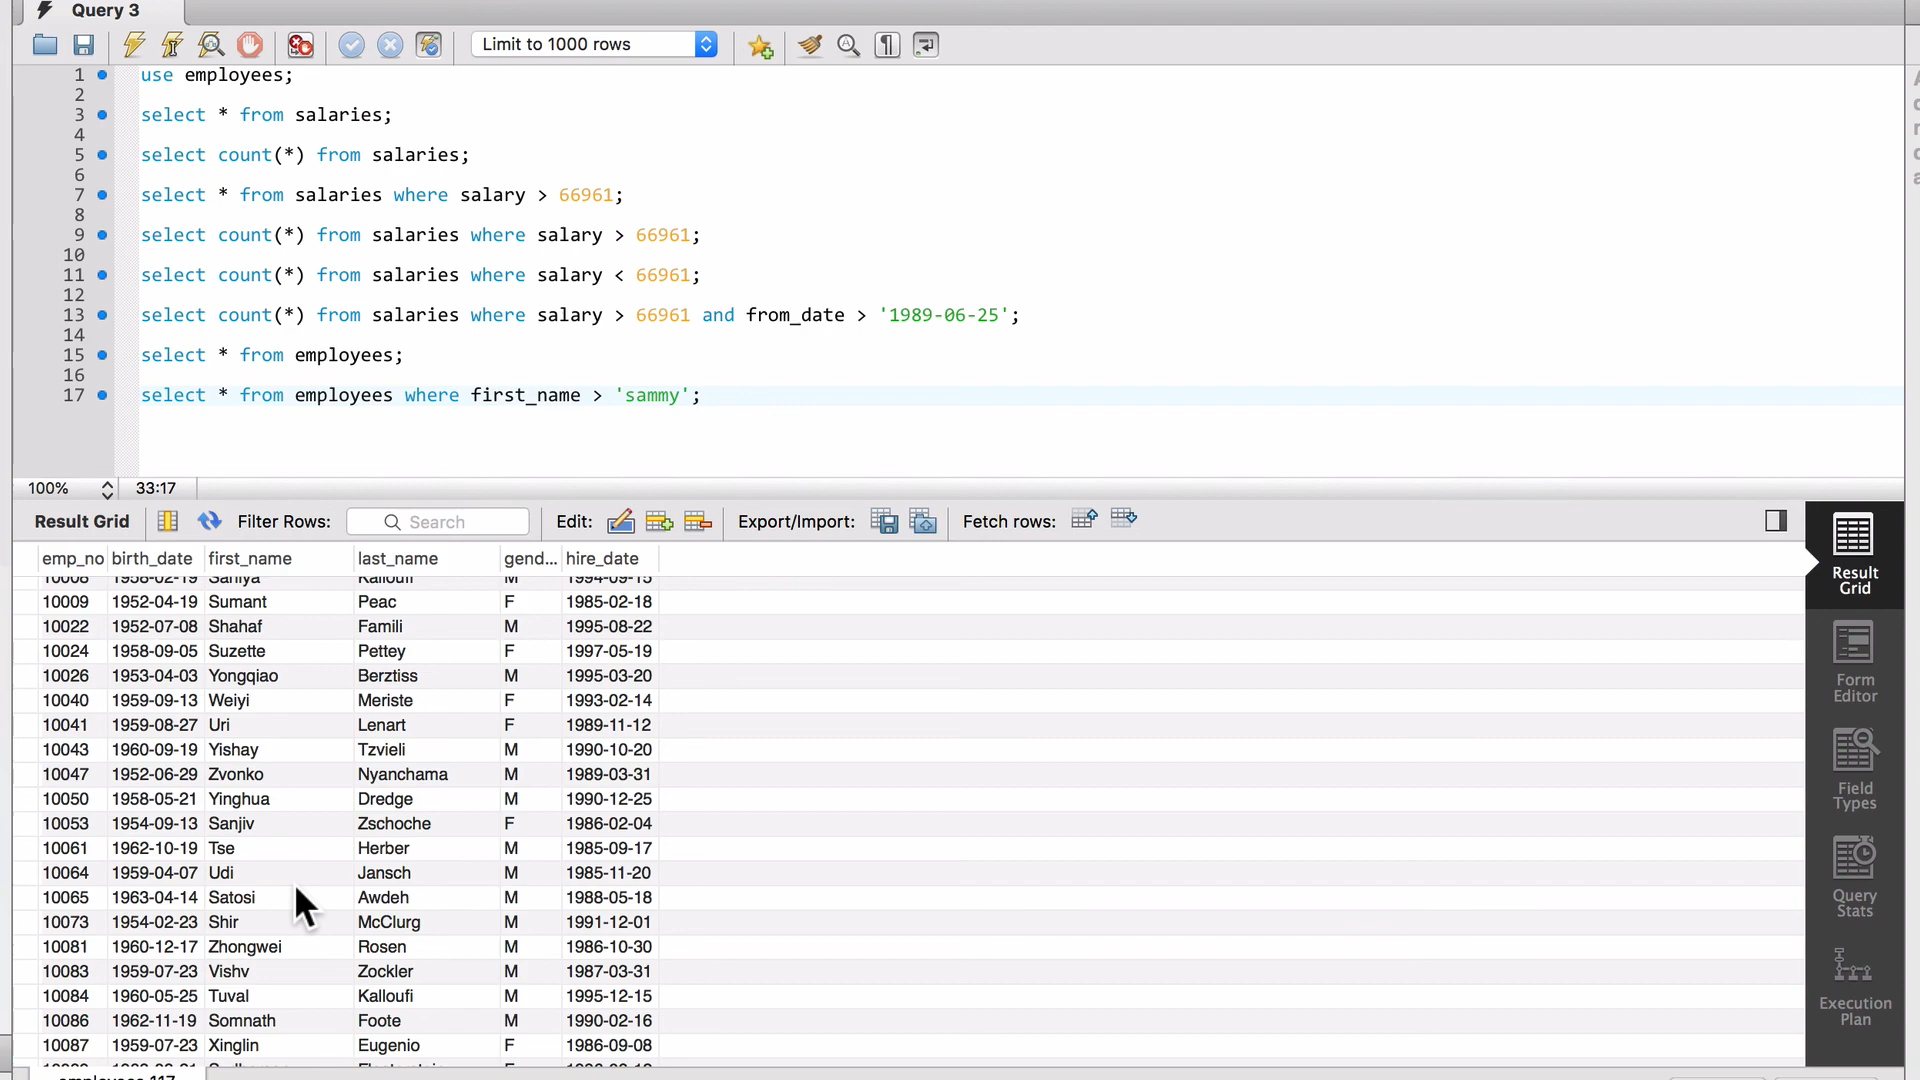 Query 3
Limit to 1000 rows
1 use employees;
2
3 select * from salaries;
4
5 select count(*) from salaries;
6
7 select * from salaries where salary > 66961;
8
9 select count(*) from salaries where salary > 66961;
10
11 select count(*) from salaries where salary < 66961;
12
13 select count(*) from salaries where salary > 66961 and from_date > '1989-06-25';
14
15 select * from employees;
16
17 select * from employees where first_name > 'sammy';
100% 33:17
Result Grid Filter Rows: Search Edit: Export/Import: Fetch rows:
emp_no birth_date first_name last_name gend... hire_date
10008 1958-02-19 Saniya Kalloufi M 1994-09-15
10009 1952-04-19 Sumant Peac F 1985-02-18
10022 1952-07-08 Shahaf Famili M 1995-08-22
10024 1958-09-05 Suzette Pettey F 1997-05-19
10026 1953-04-03 Yongqiao Berztiss M 1995-03-20
10040 1959-09-13 Weiyi Meriste F 1993-02-14
10041 1959-08-27 Uri Lenart F 1989-11-12
10043 1960-09-19 Yishay Tzvieli M 1990-10-20
10047 1952-06-29 Zvonko Nyanchama M 1989-03-31
10050 1958-05-21 Yinghua Dredge M 1990-12-25
10053 1954-09-13 Sanjiv Zschoche F 1986-02-04
10061 1962-10-19 Tse Herber M 1985-09-17
10064 1959-04-07 Udi Jansch M 1985-11-20
10065 1963-04-14 Satosi Awdeh M 1988-05-18
10073 1954-02-23 Shir McClurg M 1991-12-01
10081 1960-12-17 Zhongwei Rosen M 1986-10-30
10083 1959-07-23 Vishv Zockler M 1987-03-31
10084 1960-05-25 Tuval Kalloufi M 1995-12-15
10086 1962-11-19 Somnath Foote M 1990-02-16
10087 1959-07-23 Xinglin Eugenio F 1986-09-08
employees 117
Result
Grid
Form
Editor
Field
Types
Query
Stats
Execution
Plan